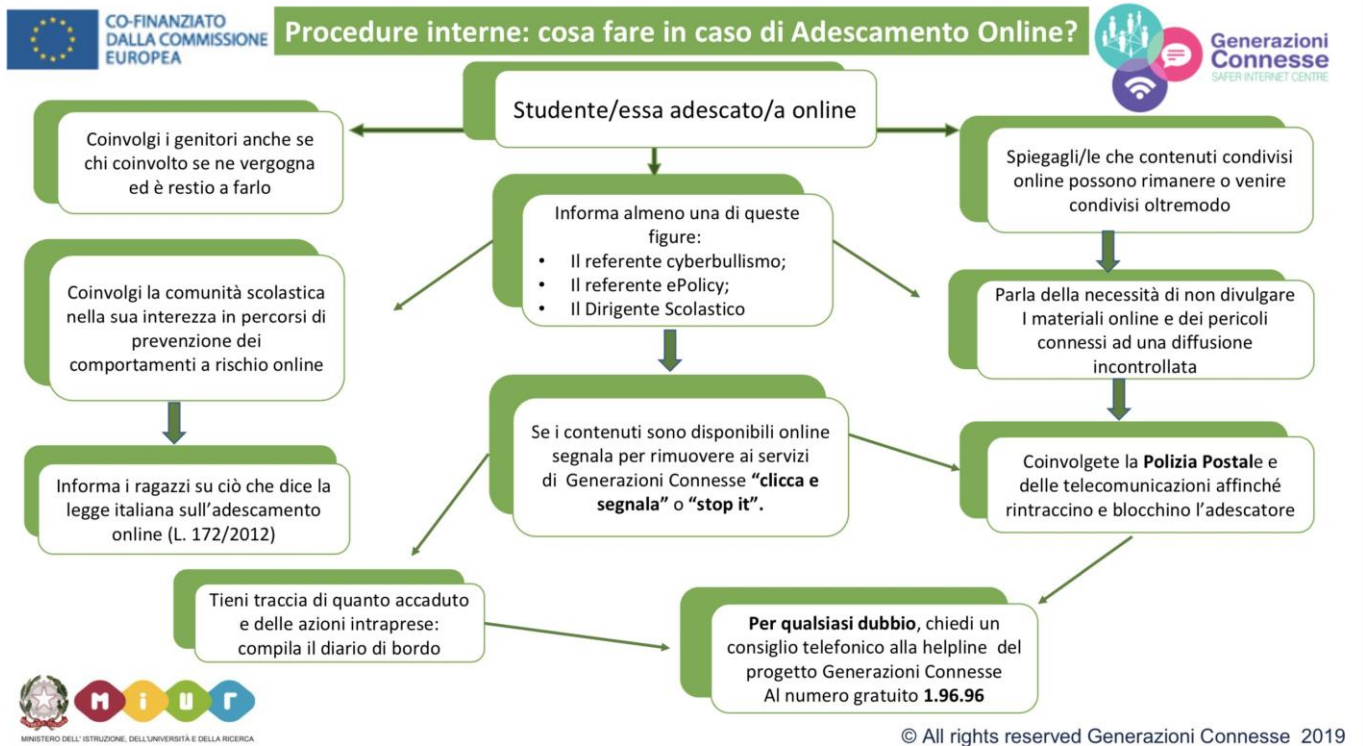 CO-FINANZIATO
DALLA COMMISSIONE
EUROPEA
Procedure interne: cosa fare in caso di Adescamento Online?
Generazioni
Connesse
SAFER INTERNET CENTRE
Studente/essa adescato/a online
Coinvolgi i genitori anche se
chi coinvolto se ne vergogna
ed è restio a farlo
Informa almeno una di queste
figure:
• Il referente cyberbullismo;
• Il referente ePolicy;
• Il Dirigente Scolastico
Spiegagli/le che contenuti condivisi
online possono rimanere o venire
condivisi oltremodo
Coinvolgi la comunità scolastica
nella sua interezza in percorsi di
prevenzione dei
comportamenti a rischio online
Parla della necessità di non divulgare
I materiali online e dei pericoli
connessi ad una diffusione
incontrollata
Se i contenuti sono disponibili online
segnala per rimuovere ai servizi
di Generazioni Connesse "clicca e
segnala" o "stop it".
Informa i ragazzi su ciò che dice la
legge italiana sull'adescamento
online (L. 172/2012)
Coinvolgete la Polizia Postale e
delle telecomunicazioni affinché
rintraccino e blocchino l'adescatore
Tieni traccia di quanto accaduto
e delle azioni intraprese:
compila il diario di bordo
Per qualsiasi dubbio, chiedi un
consiglio telefonico alla helpline del
progetto Generazioni Connesse
Al numero gratuito 1.96.96
miur
MINISTERO DELL' ISTRUZIONE, DELL'UNIVERSITÀ E DELLA RICERCA
© All rights reserved Generazioni Connesse 2019